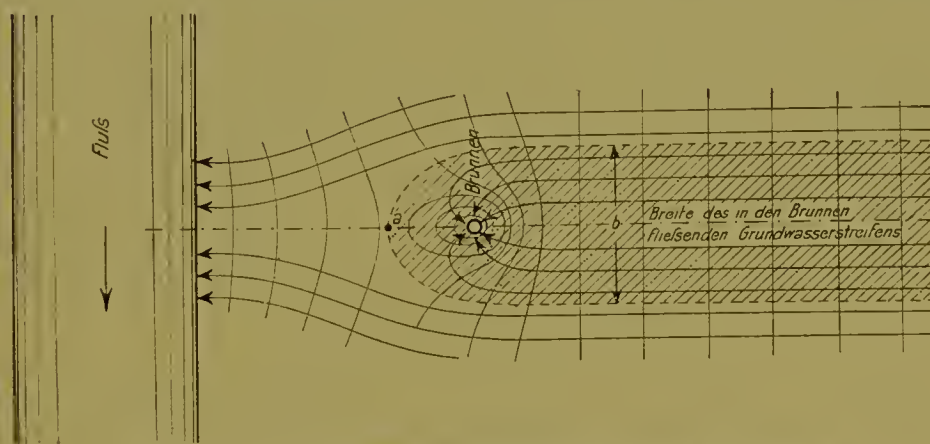 Fluß
Brunnen
a
b
Breite des in den Brunnen
fließenden Grundwasserstreifens